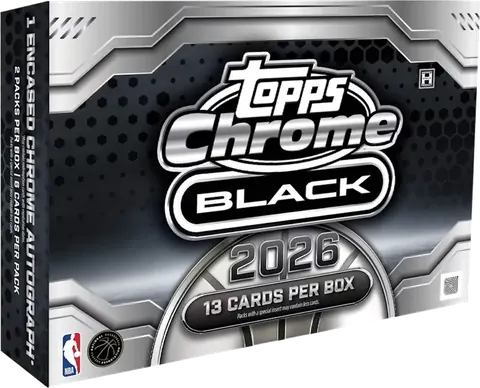 1 ENCASED CHROME AUTOGRAPH*
2 PACKS PER BOX | 6 CARDS PER PACK
topps
Chrome
BLACK
2026
13 CARDS PER BOX
Packs with a special insert may contain less cards.
H
NBA